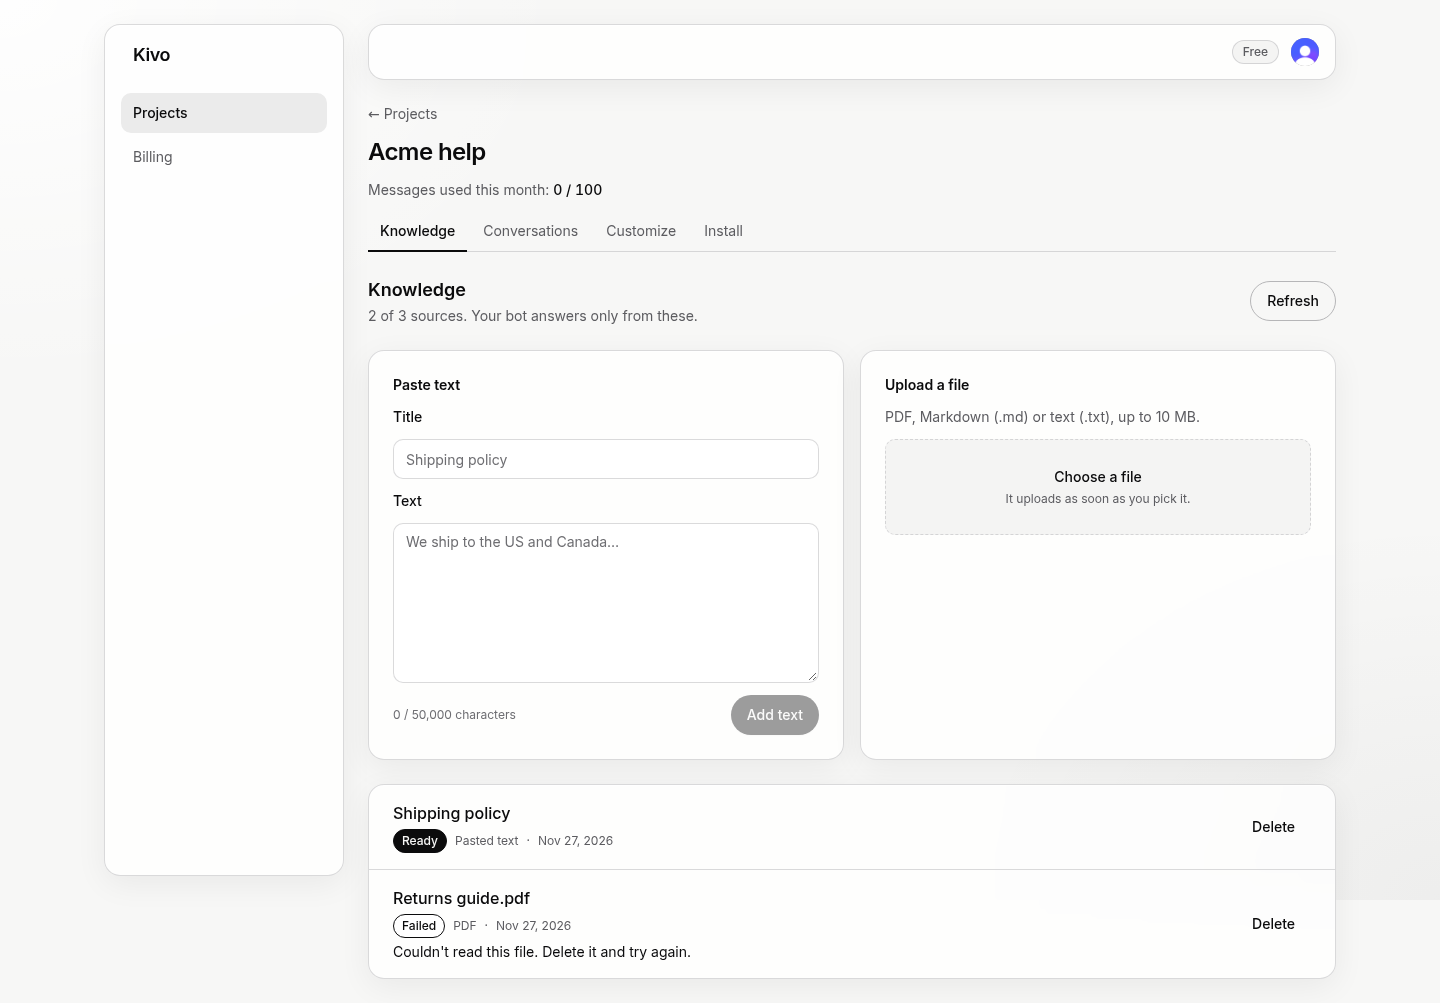 Kivo
Projects
Billing
Free
← Projects
Acme help
Messages used this month: 0 / 100
Knowledge
Conversations
Customize
Install
Knowledge
2 of 3 sources. Your bot answers only from these.
Refresh
Paste text
Title
Shipping policy
Text
We ship to the US and Canada...
0 / 50,000 characters
Add text
Upload a file
PDF, Markdown (.md) or text (.txt), up to 10 MB.
Choose a file
It uploads as soon as you pick it.
Shipping policy
Ready Pasted text · Nov 27, 2026
Delete
Returns guide.pdf
Failed PDF · Nov 27, 2026
Couldn't read this file. Delete it and try again.
Delete